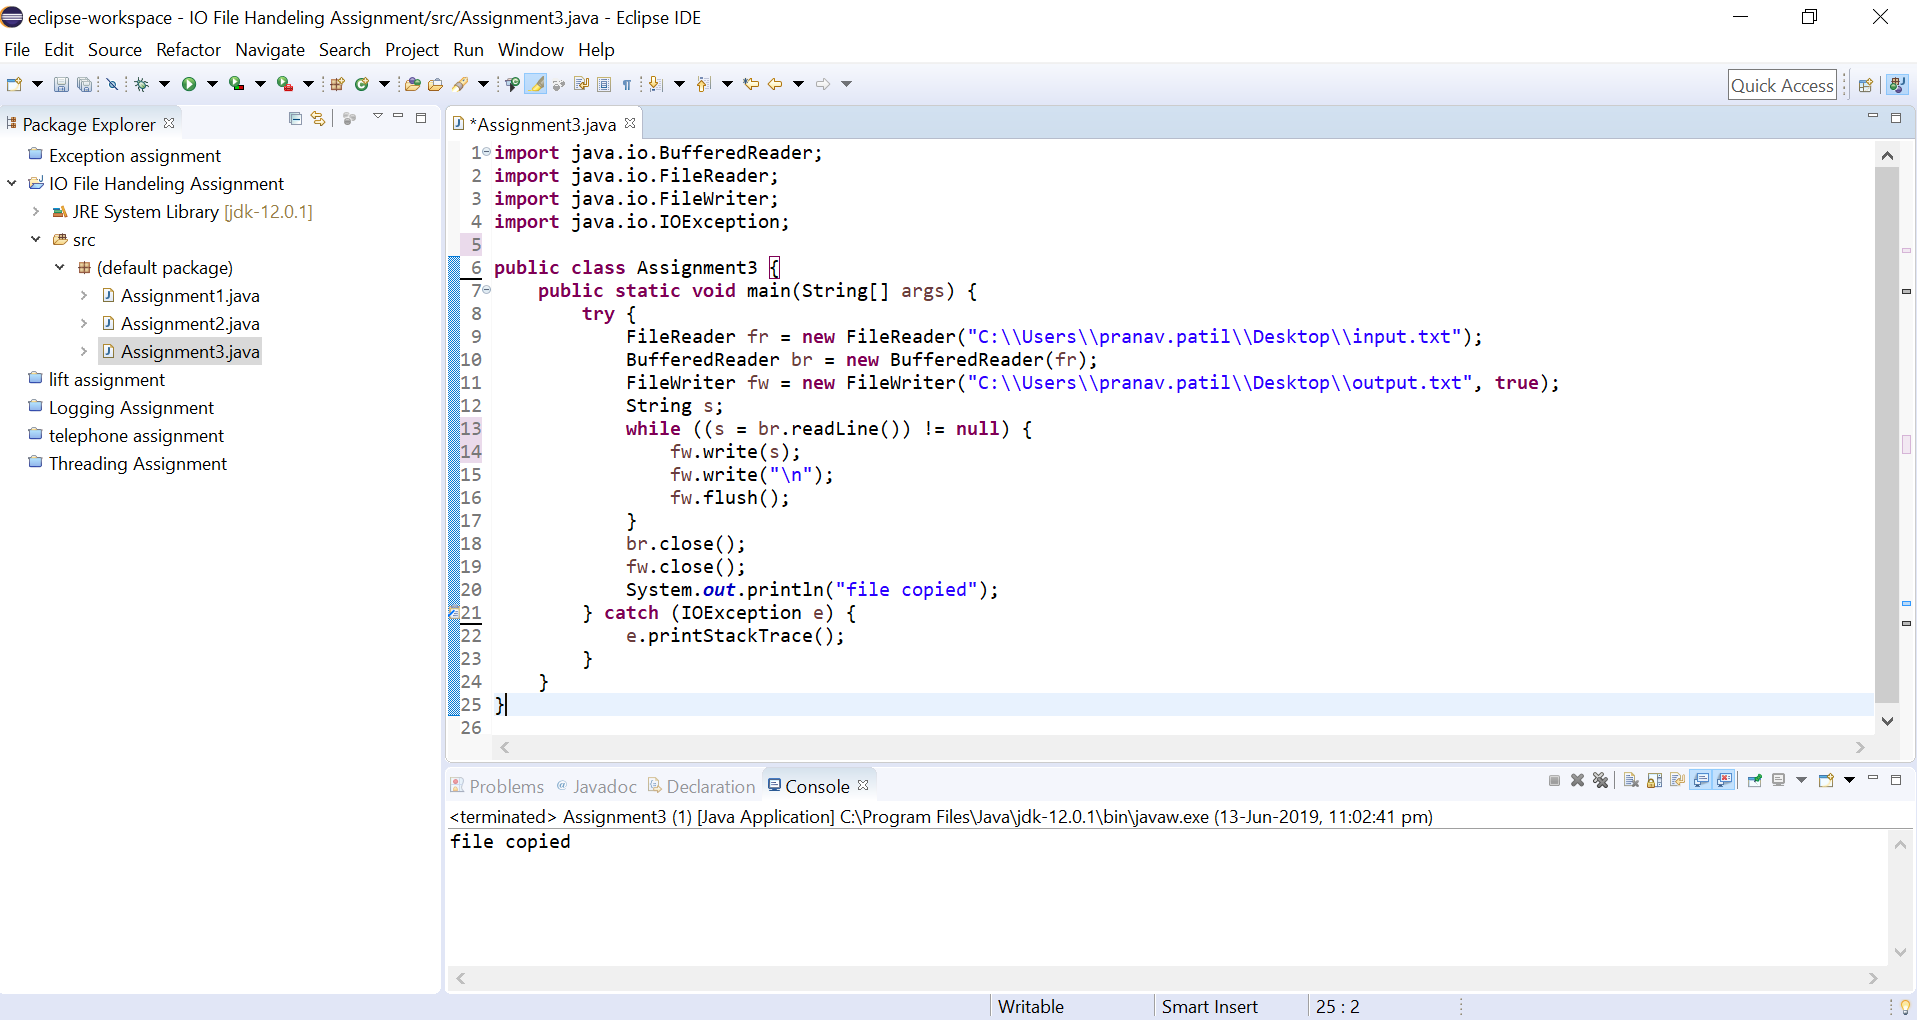 eclipse-workspace - IO File Handeling Assignment/src/Assignment3.java - Eclipse IDE
File Edit Source Refactor Navigate Search Project Run Window Help
Quick Access
Package Explorer
Exception assignment
IO File Handeling Assignment
JRE System Library [jdk-12.0.1]
src
(default package)
Assignment1.java
Assignment2.java
Assignment3.java
lift assignment
Logging Assignment
telephone assignment
Threading Assignment
*Assignment3.java
1 import java.io.BufferedReader;
2 import java.io.FileReader;
3 import java.io.FileWriter;
4 import java.io.IOException;
5
6 public class Assignment3 {
7     public static void main(String[] args) {
8         try {
9             FileReader fr = new FileReader("C:\\Users\\pranav.patil\\Desktop\\input.txt");
10             BufferedReader br = new BufferedReader(fr);
11             FileWriter fw = new FileWriter("C:\\Users\\pranav.patil\\Desktop\\output.txt", true);
12             String s;
13             while ((s = br.readLine()) != null) {
14                 fw.write(s);
15                 fw.write("\n");
16                 fw.flush();
17             }
18             br.close();
19             fw.close();
20             System.out.println("file copied");
21         } catch (IOException e) {
22             e.printStackTrace();
23         }
24     }
25 }
26
Problems @ Javadoc Declaration Console
<terminated> Assignment3 (1) [Java Application] C:\Program Files\Java\jdk-12.0.1\bin\javaw.exe (13-Jun-2019, 11:02:41 pm)
file copied
Writable Smart Insert 25 : 2